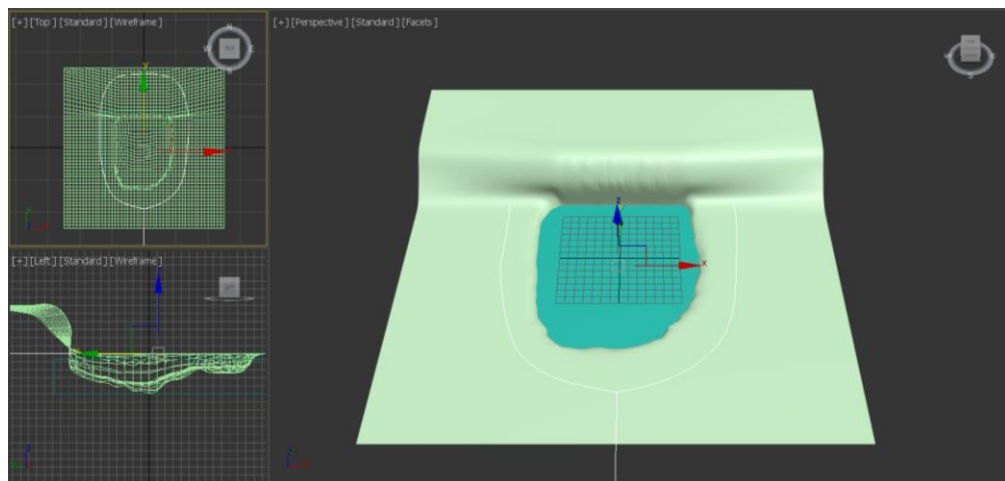 [+] [Top ] [Standard ] [Wireframe ]
[+] [Perspective ] [Standard ] [Facets ]
N
W
E
S
y
[+] [Left ] [Standard ] [Wireframe ]
z
x